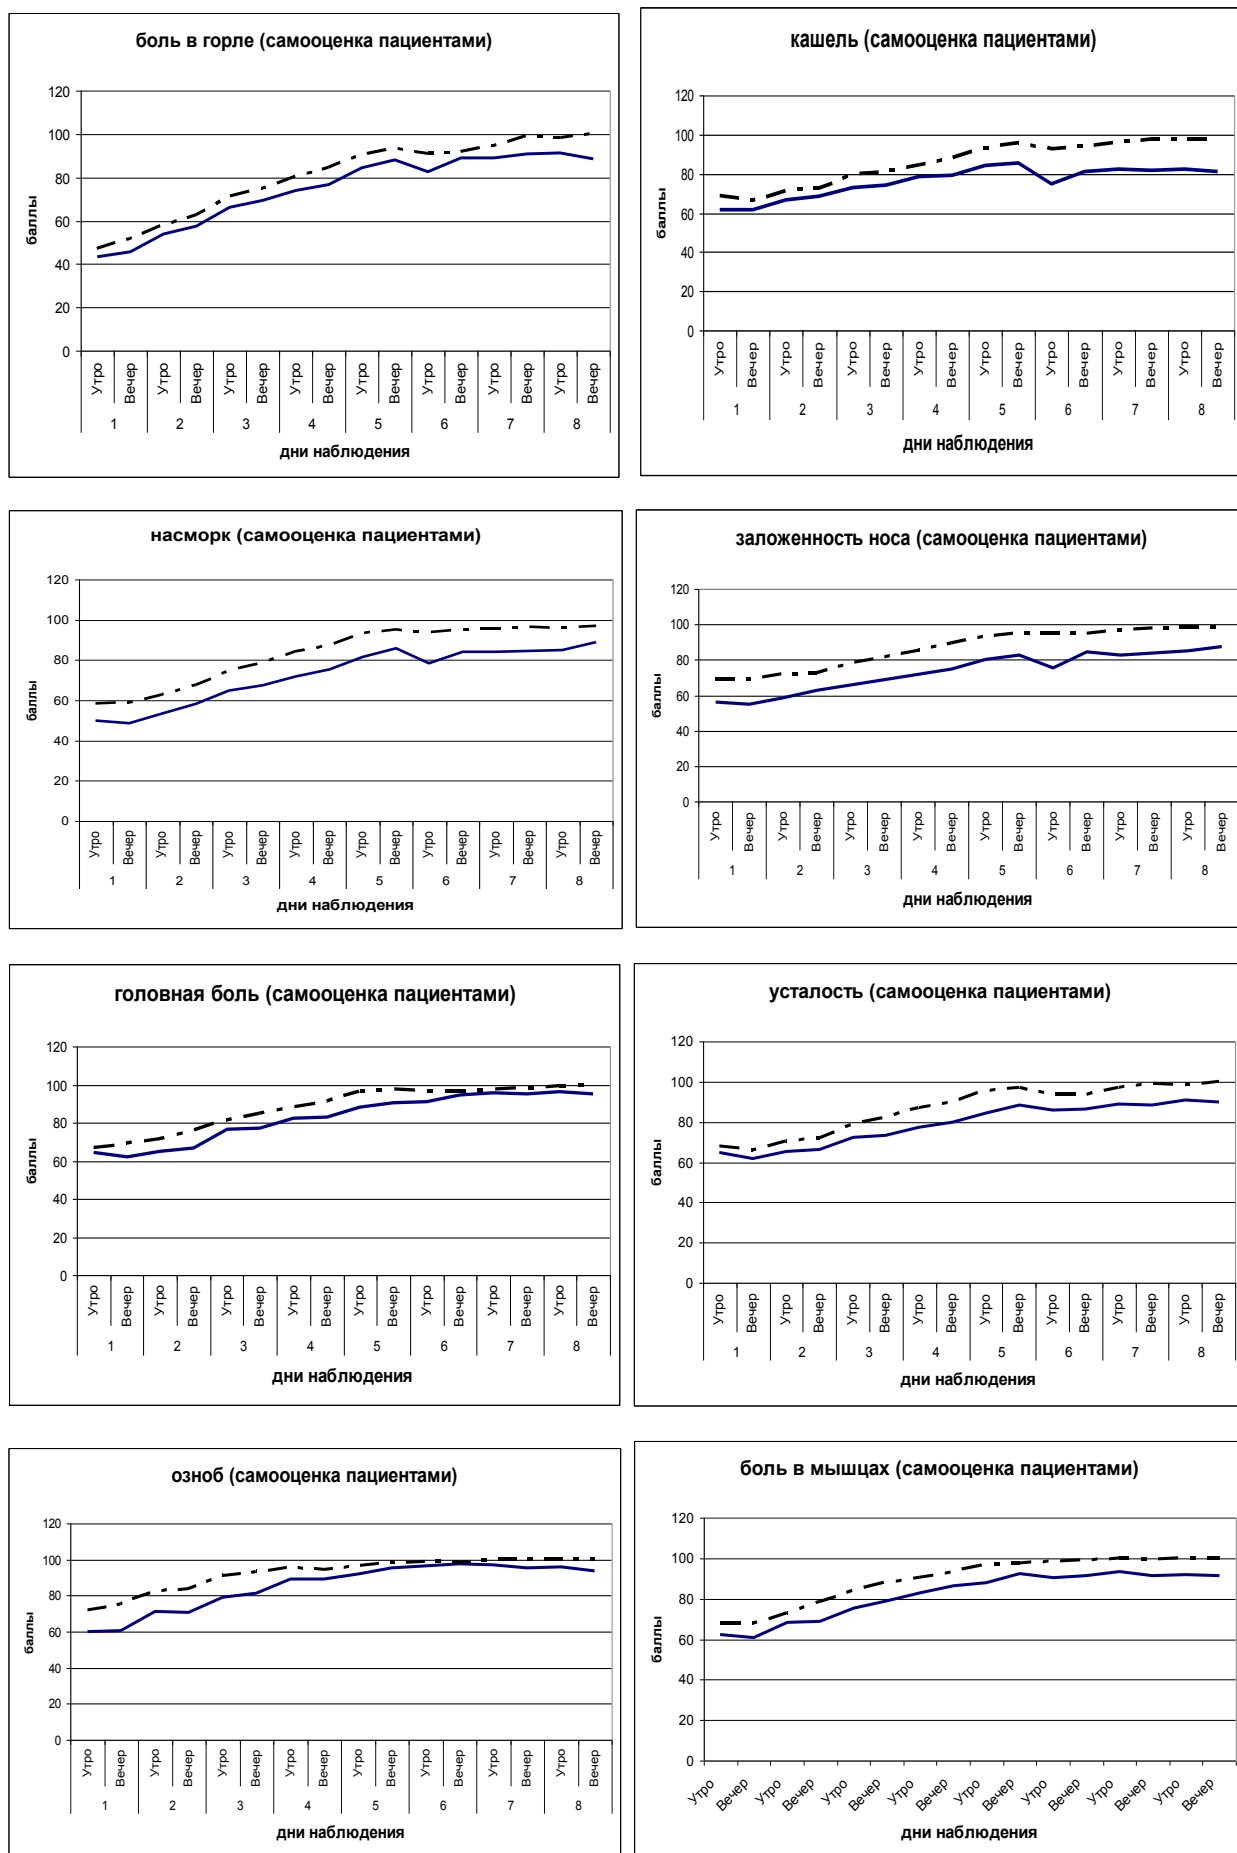 боль в горле (самооценка пациентами)
баллы
120
100
80
60
40
20
0
Утро Вечер Утро Вечер Утро Вечер Утро Вечер Утро Вечер Утро Вечер Утро Вечер Утро Вечер
1 2 3 4 5 6 7 8
дни наблюдения
кашель (самооценка пациентами)
баллы
120
100
80
60
40
20
0
Утро Вечер Утро Вечер Утро Вечер Утро Вечер Утро Вечер Утро Вечер Утро Вечер Утро Вечер
1 2 3 4 5 6 7 8
дни наблюдения
насморк (самооценка пациентами)
баллы
120
100
80
60
40
20
0
Утро Вечер Утро Вечер Утро Вечер Утро Вечер Утро Вечер Утро Вечер Утро Вечер Утро Вечер
1 2 3 4 5 6 7 8
дни наблюдения
заложенность носа (самооценка пациентами)
баллы
120
100
80
60
40
20
0
Утро Вечер Утро Вечер Утро Вечер Утро Вечер Утро Вечер Утро Вечер Утро Вечер Утро Вечер
1 2 3 4 5 6 7 8
дни наблюдения
головная боль (самооценка пациентами)
баллы
120
100
80
60
40
20
0
Утро Вечер Утро Вечер Утро Вечер Утро Вечер Утро Вечер Утро Вечер Утро Вечер Утро Вечер
1 2 3 4 5 6 7 8
дни наблюдения
усталость (самооценка пациентами)
баллы
120
100
80
60
40
20
0
Утро Вечер Утро Вечер Утро Вечер Утро Вечер Утро Вечер Утро Вечер Утро Вечер Утро Вечер
1 2 3 4 5 6 7 8
дни наблюдения
озноб (самооценка пациентами)
баллы
120
100
80
60
40
20
0
Утро Вечер Утро Вечер Утро Вечер Утро Вечер Утро Вечер Утро Вечер Утро Вечер Утро Вечер
1 2 3 4 5 6 7 8
дни наблюдения
боль в мышцах (самооценка пациентами)
баллы
120
100
80
60
40
20
0
Утро Вечер Утро Вечер Утро Вечер Утро Вечер Утро Вечер Утро Вечер Утро Вечер Утро Вечер
дни наблюдения